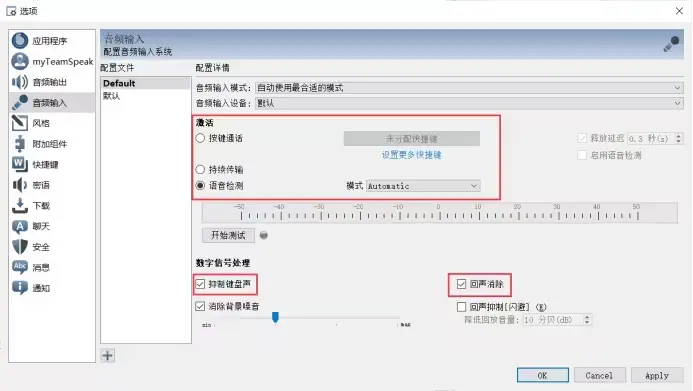 选项
应用程序
myTeamSpeak
音频输出
音频输入
风格
附加组件
快捷键
密语
下载
聊天
安全
消息
通知
音频输入
配置音频输入系统
配置文件
Default
默认
配置详情
音频输入模式: 自动使用最合适的模式
音频输入设备: 默认
激活
按键通话 未分配快捷键 释放延迟 0.3 秒(s)
设置更多快捷键 启用语音检测
持续传输
语音检测 模式 Automatic
-50 -40 -30 -20 -10 0 10 20 30 40 50
开始测试
数字信号处理
抑制键盘声 回声消除
消除背景噪音 回声抑制[闪避] (E)
min max 降低回放音量: 10 分贝(dB)
OK Cancel Apply